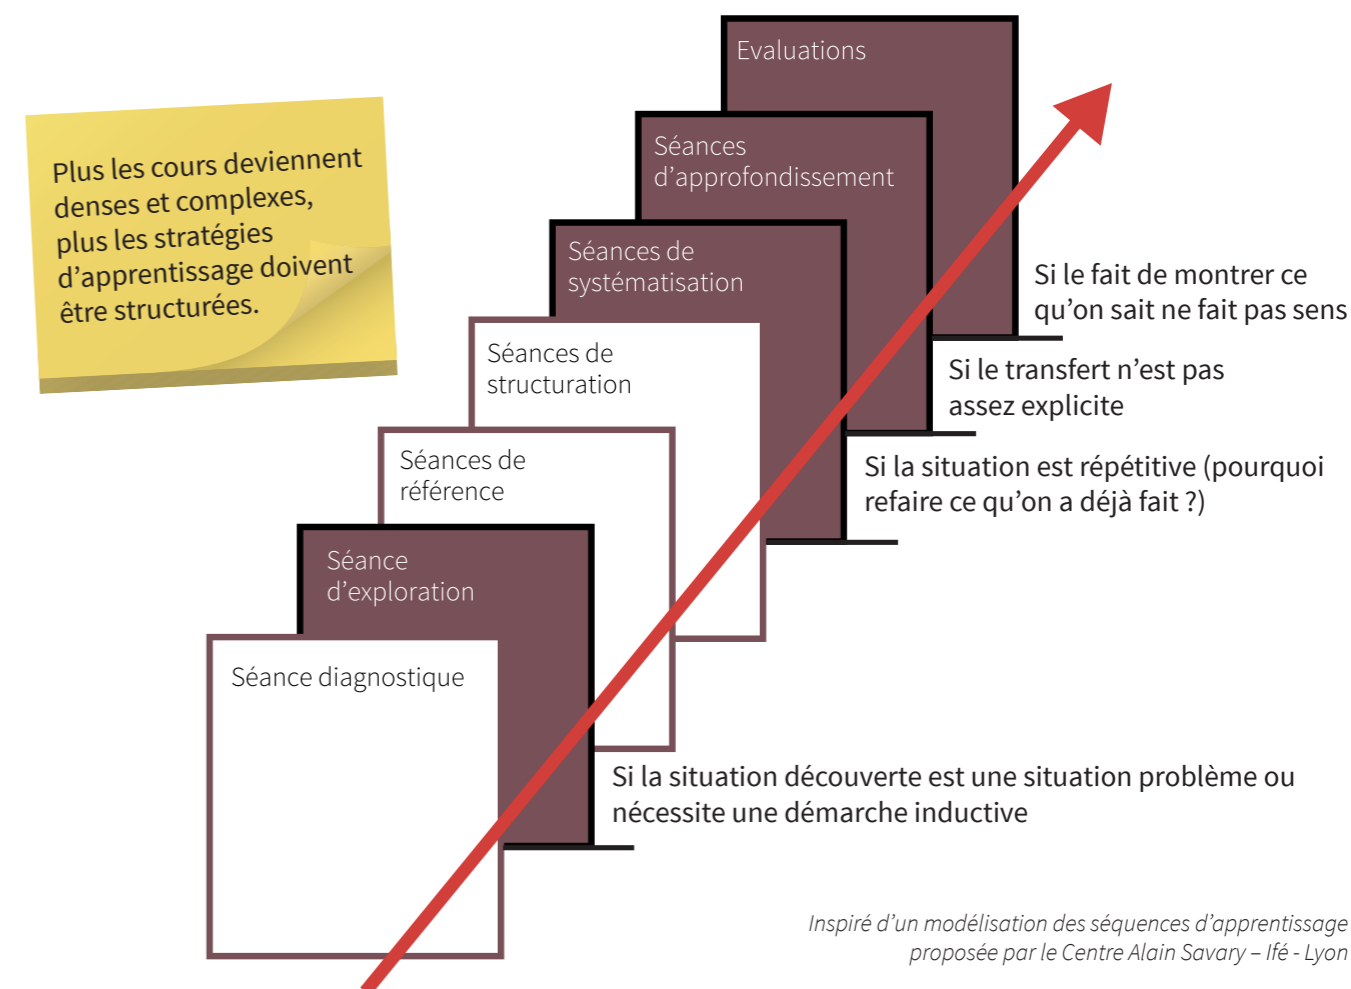 Evaluations
Séances
d’approfondissement
Plus les cours deviennent
denses et complexes,
plus les stratégies
d’apprentissage doivent
être structurées.
Séances de
systématisation
Si le fait de montrer ce
qu’on sait ne fait pas sens
Séances de
structuration
Si le transfert n’est pas
assez explicite
Séances de
référence
Si la situation est répétitive (pourquoi
refaire ce qu’on a déjà fait ?)
Séance
d’exploration
Séance diagnostique
Si la situation découverte est une situation problème ou
nécessite une démarche inductive
Inspiré d’un modélisation des séquences d’apprentissage
proposée par le Centre Alain Savary – Ifé - Lyon